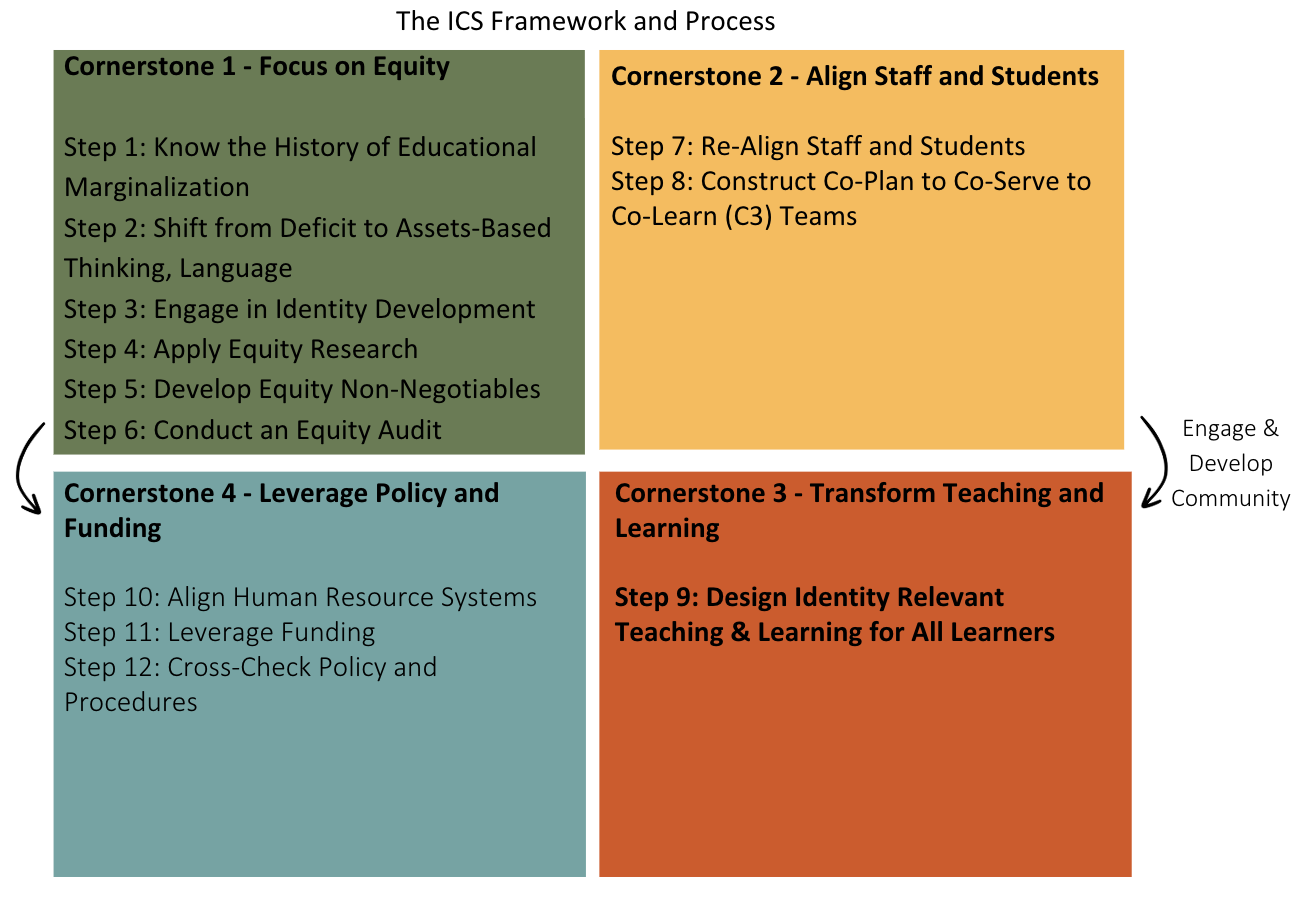 The ICS Framework and Process
Cornerstone 1 - Focus on Equity
Step 1: Know the History of Educational
Marginalization
Step 2: Shift from Deficit to Assets-Based
Thinking, Language
Step 3: Engage in Identity Development
Step 4: Apply Equity Research
Step 5: Develop Equity Non-Negotiables
Step 6: Conduct an Equity Audit
Cornerstone 2 - Align Staff and Students
Step 7: Re-Align Staff and Students
Step 8: Construct Co-Plan to Co-Serve to
Co-Learn (C3) Teams
Engage &
Develop
Community
Cornerstone 4 - Leverage Policy and
Funding
Step 10: Align Human Resource Systems
Step 11: Leverage Funding
Step 12: Cross-Check Policy and
Procedures
Cornerstone 3 - Transform Teaching and
Learning
Step 9: Design Identity Relevant
Teaching & Learning for All Learners